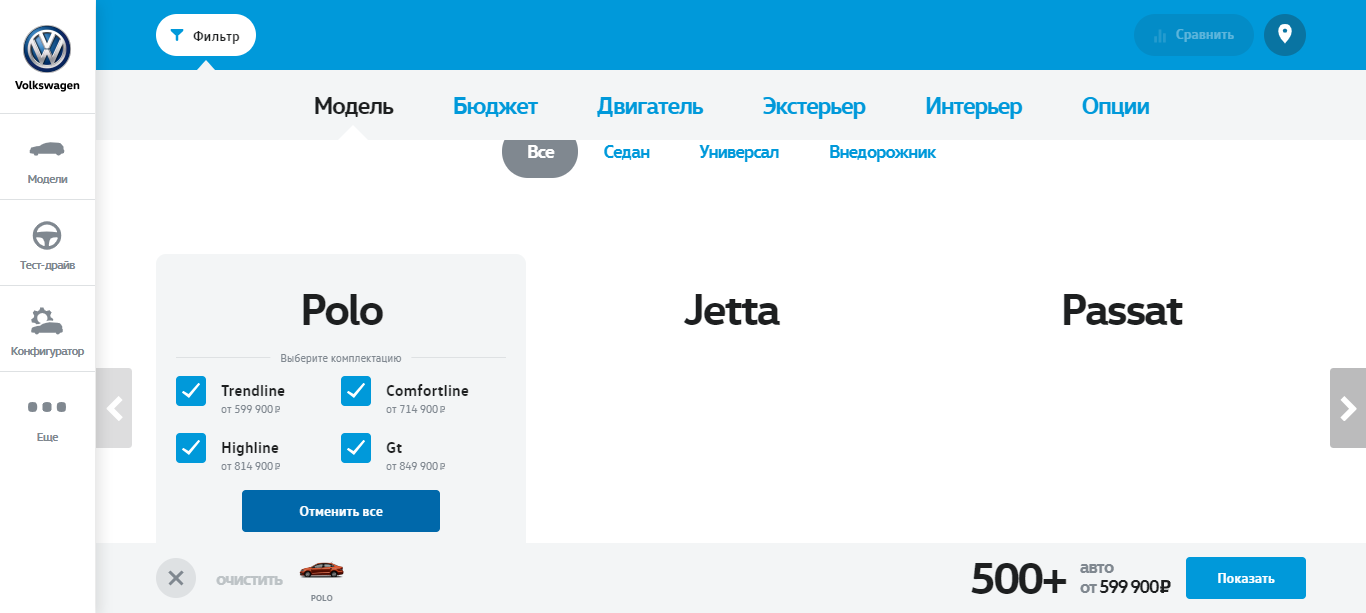 Volkswagen
Модели
Тест-драйв
Конфигуратор
Еще
Фильтр
Сравнить
Модель Бюджет Двигатель Экстерьер Интерьер Опции
Все Седан Универсал Внедорожник
Polo
Выберите комплектацию
Trendline
от 599 900 ₽
Comfortline
от 714 900 ₽
Highline
от 814 900 ₽
Gt
от 849 900 ₽
Отменить все
Jetta
Passat
ОЧИСТИТЬ
POLO
500+
авто
от 599 900₽
Показать